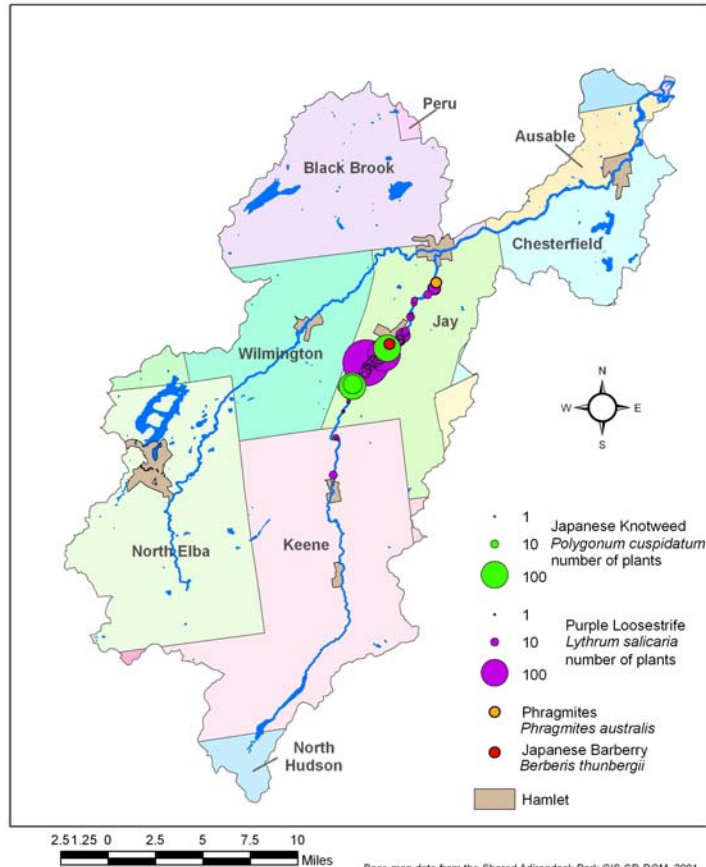 Peru
Ausable
Black Brook
Chesterfield
Jay
Wilmington
N
W E
S
4
North Elba
Keene
1
10
100
Japanese Knotweed
Polygonum cuspidatum
number of plants
1
10
100
Purple Loosestrife
Lythrum salicaria
number of plants
Phragmites
Phragmites australis
Japanese Barberry
Berberis thunbergii
Hamlet
North
Hudson
2.5 1.25 0 2.5 5 7.5 10
Miles